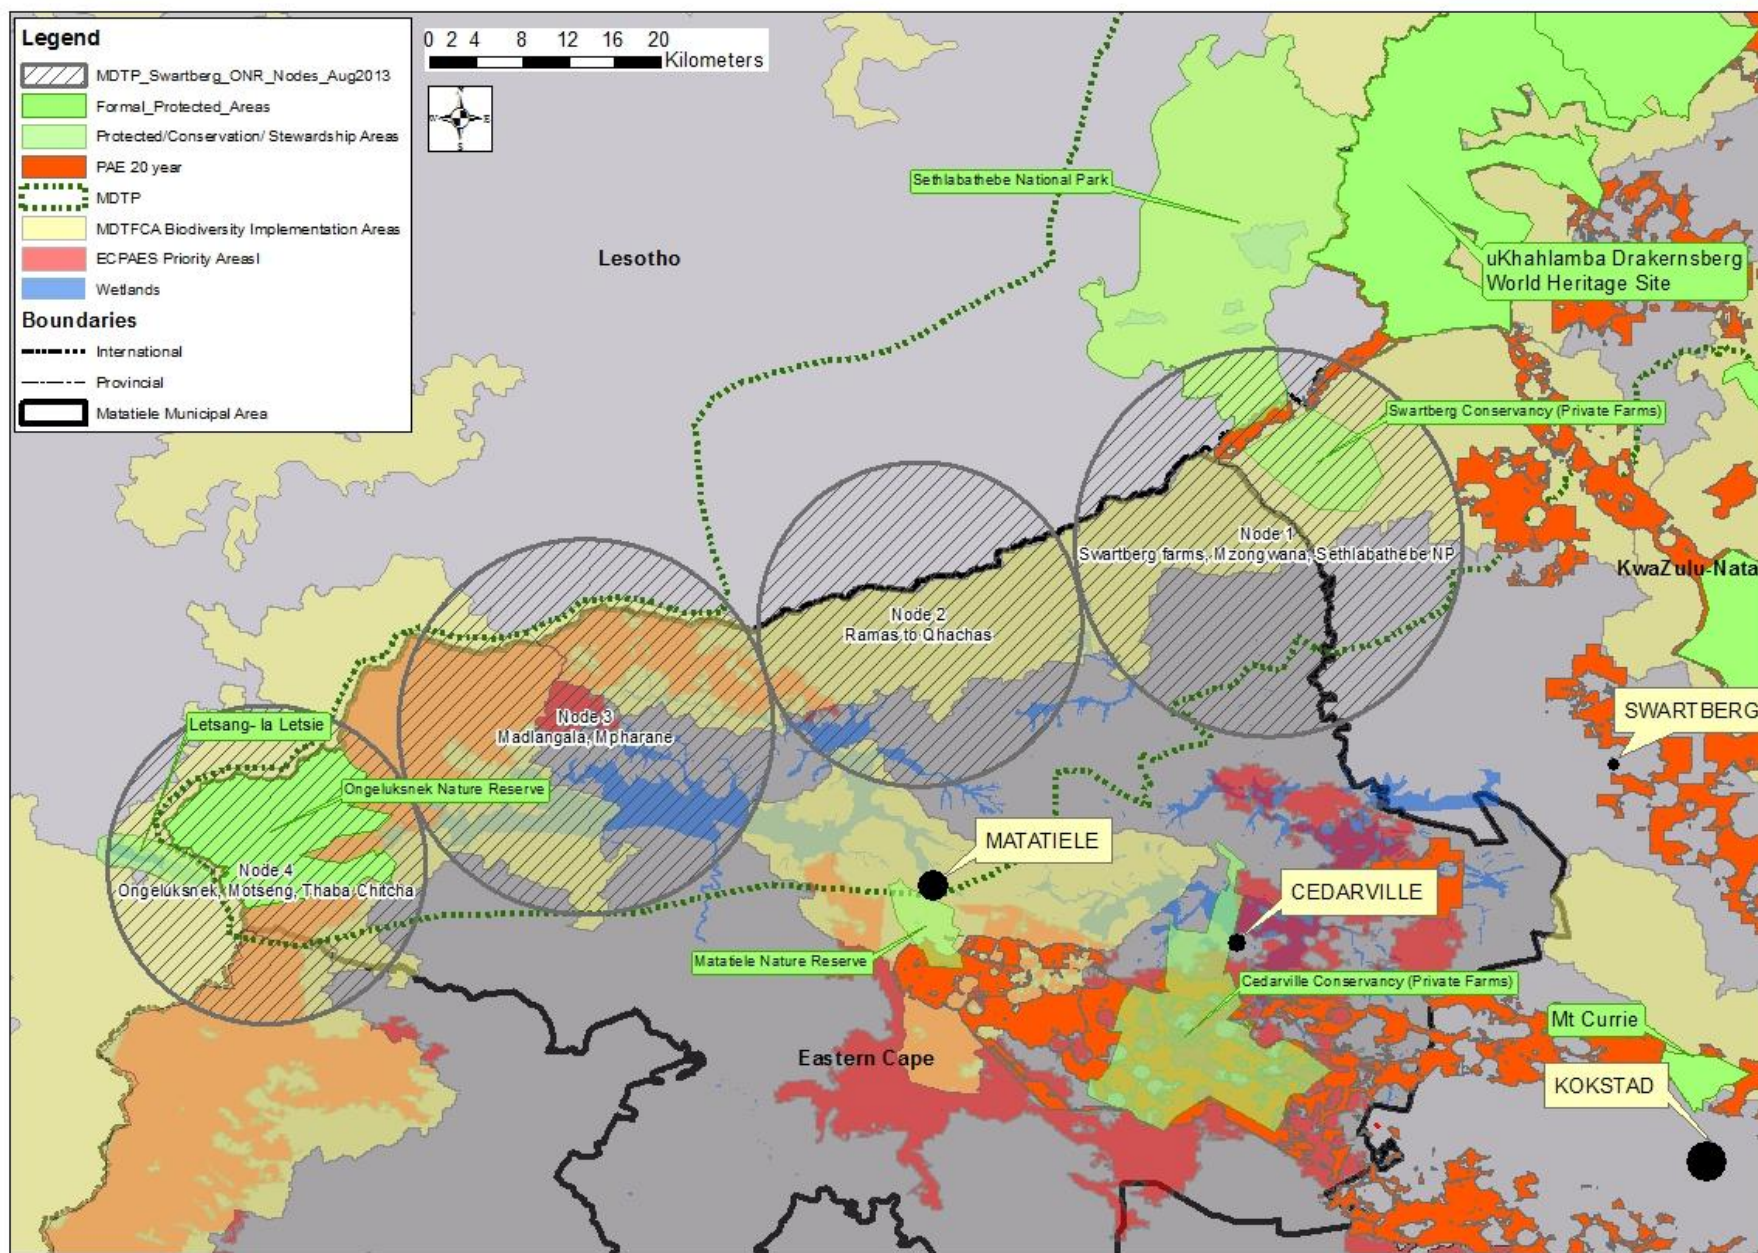 Legend
MDTP_Swartberg_ONR_Nodes_Aug2013
Formal_Protected_Areas
Protected/Conservation/ Stewardship Areas
PAE 20 year
MDTP
MDTFCA Biodiversity Implementation Areas
ECPAES Priority Areasl
Wetlands
Boundaries
International
Provincial
Matatiele Municipal Area
0 2 4 8 12 16 20
Kilometers
N
W E
S
Sethlabathebe National Park
Lesotho
uKhahlamba Drakernsberg
World Heritage Site
Swartberg Conservancy (Private Farms)
Node 1
Swartberg farms, Mzongwana, Sethlabathebe NP
KwaZulu-Nata
Node 2
Ramas to Qhachas
Node 3
Madlangala, Mpharane
SWARTBERG
Letsang- la Letsie
Ongeluksnek Nature Reserve
MATATIELE
Node 4
Ongeluksnek, Motseng, Thaba Chitcha
CEDARVILLE
Matatiele Nature Reserve
Cedarville Conservancy (Private Farms)
Mt Currie
Eastern Cape
KOKSTAD